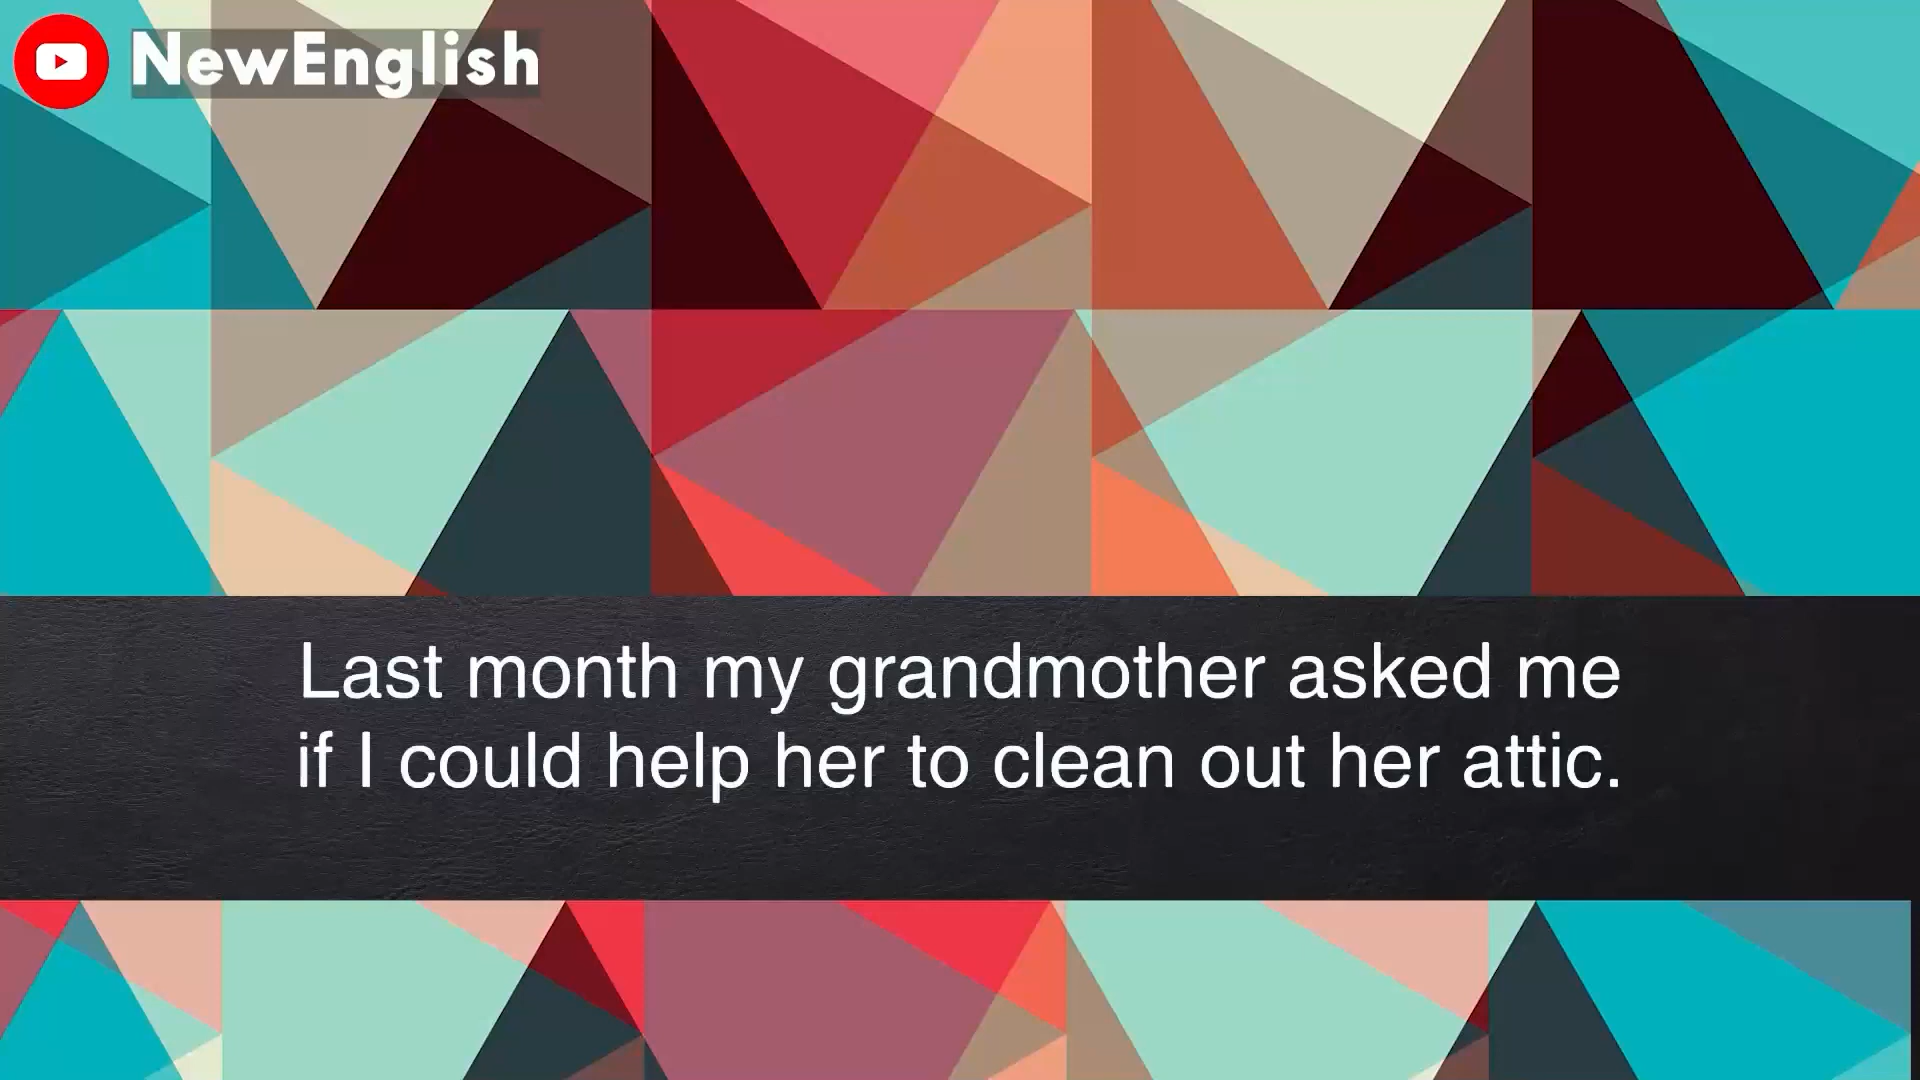 NewEnglish
Last month my grandmother asked me
if I could help her to clean out her attic.